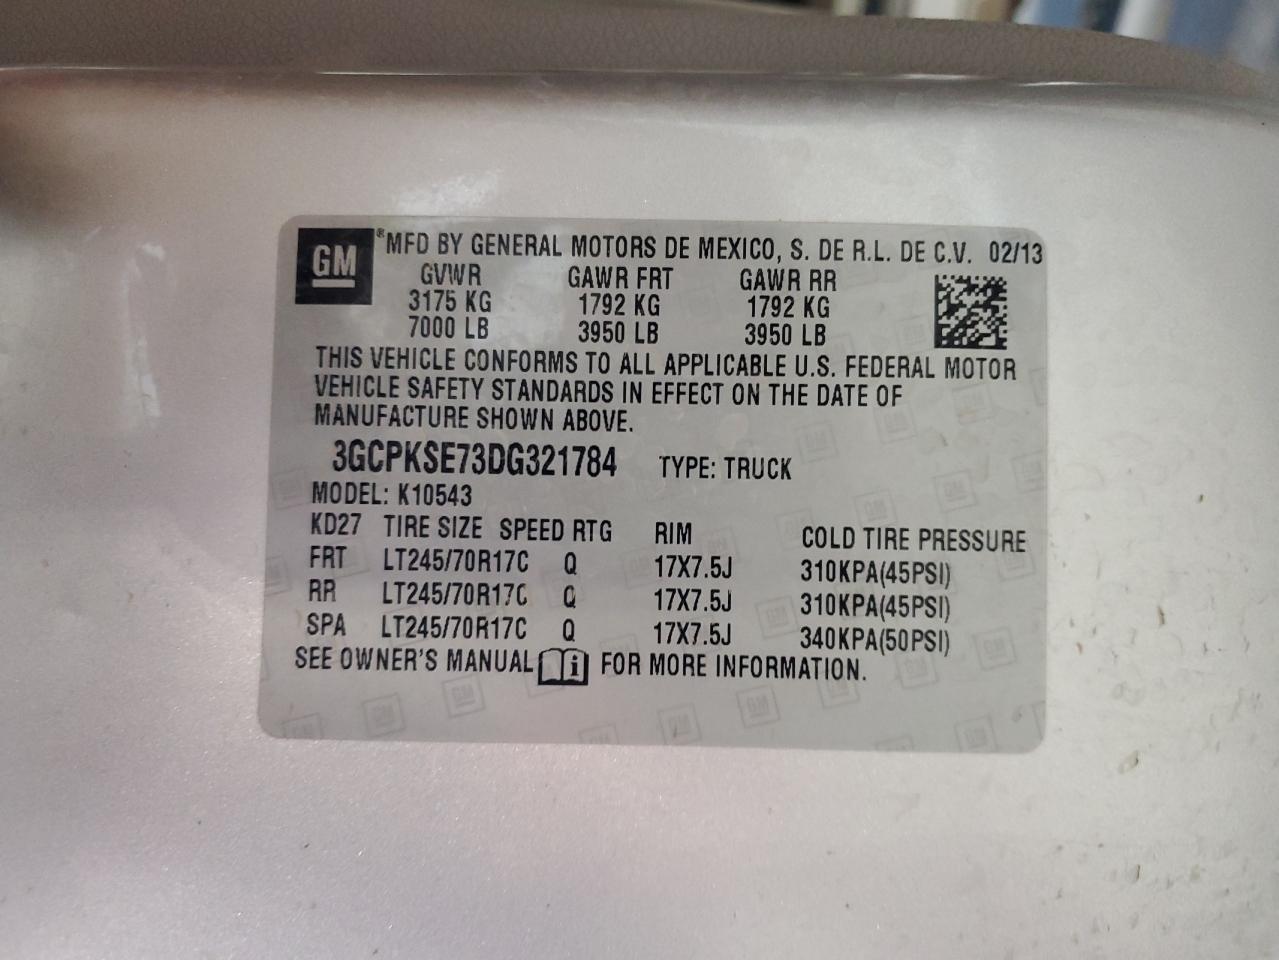 GM ® MFD BY GENERAL MOTORS DE MEXICO, S. DE R.L. DE C.V. 02/13
GVWR GAWR FRT GAWR RR
3175 KG 1792 KG 1792 KG
7000 LB 3950 LB 3950 LB
THIS VEHICLE CONFORMS TO ALL APPLICABLE U.S. FEDERAL MOTOR
VEHICLE SAFETY STANDARDS IN EFFECT ON THE DATE OF
MANUFACTURE SHOWN ABOVE.
3GCPKSE73DG321784 TYPE: TRUCK
MODEL: K10543
KD27 TIRE SIZE SPEED RTG RIM COLD TIRE PRESSURE
FRT LT245/70R17C Q 17X7.5J 310KPA(45PSI)
RR LT245/70R17C Q 17X7.5J 310KPA(45PSI)
SPA LT245/70R17C Q 17X7.5J 340KPA(50PSI)
SEE OWNER'S MANUAL i FOR MORE INFORMATION.